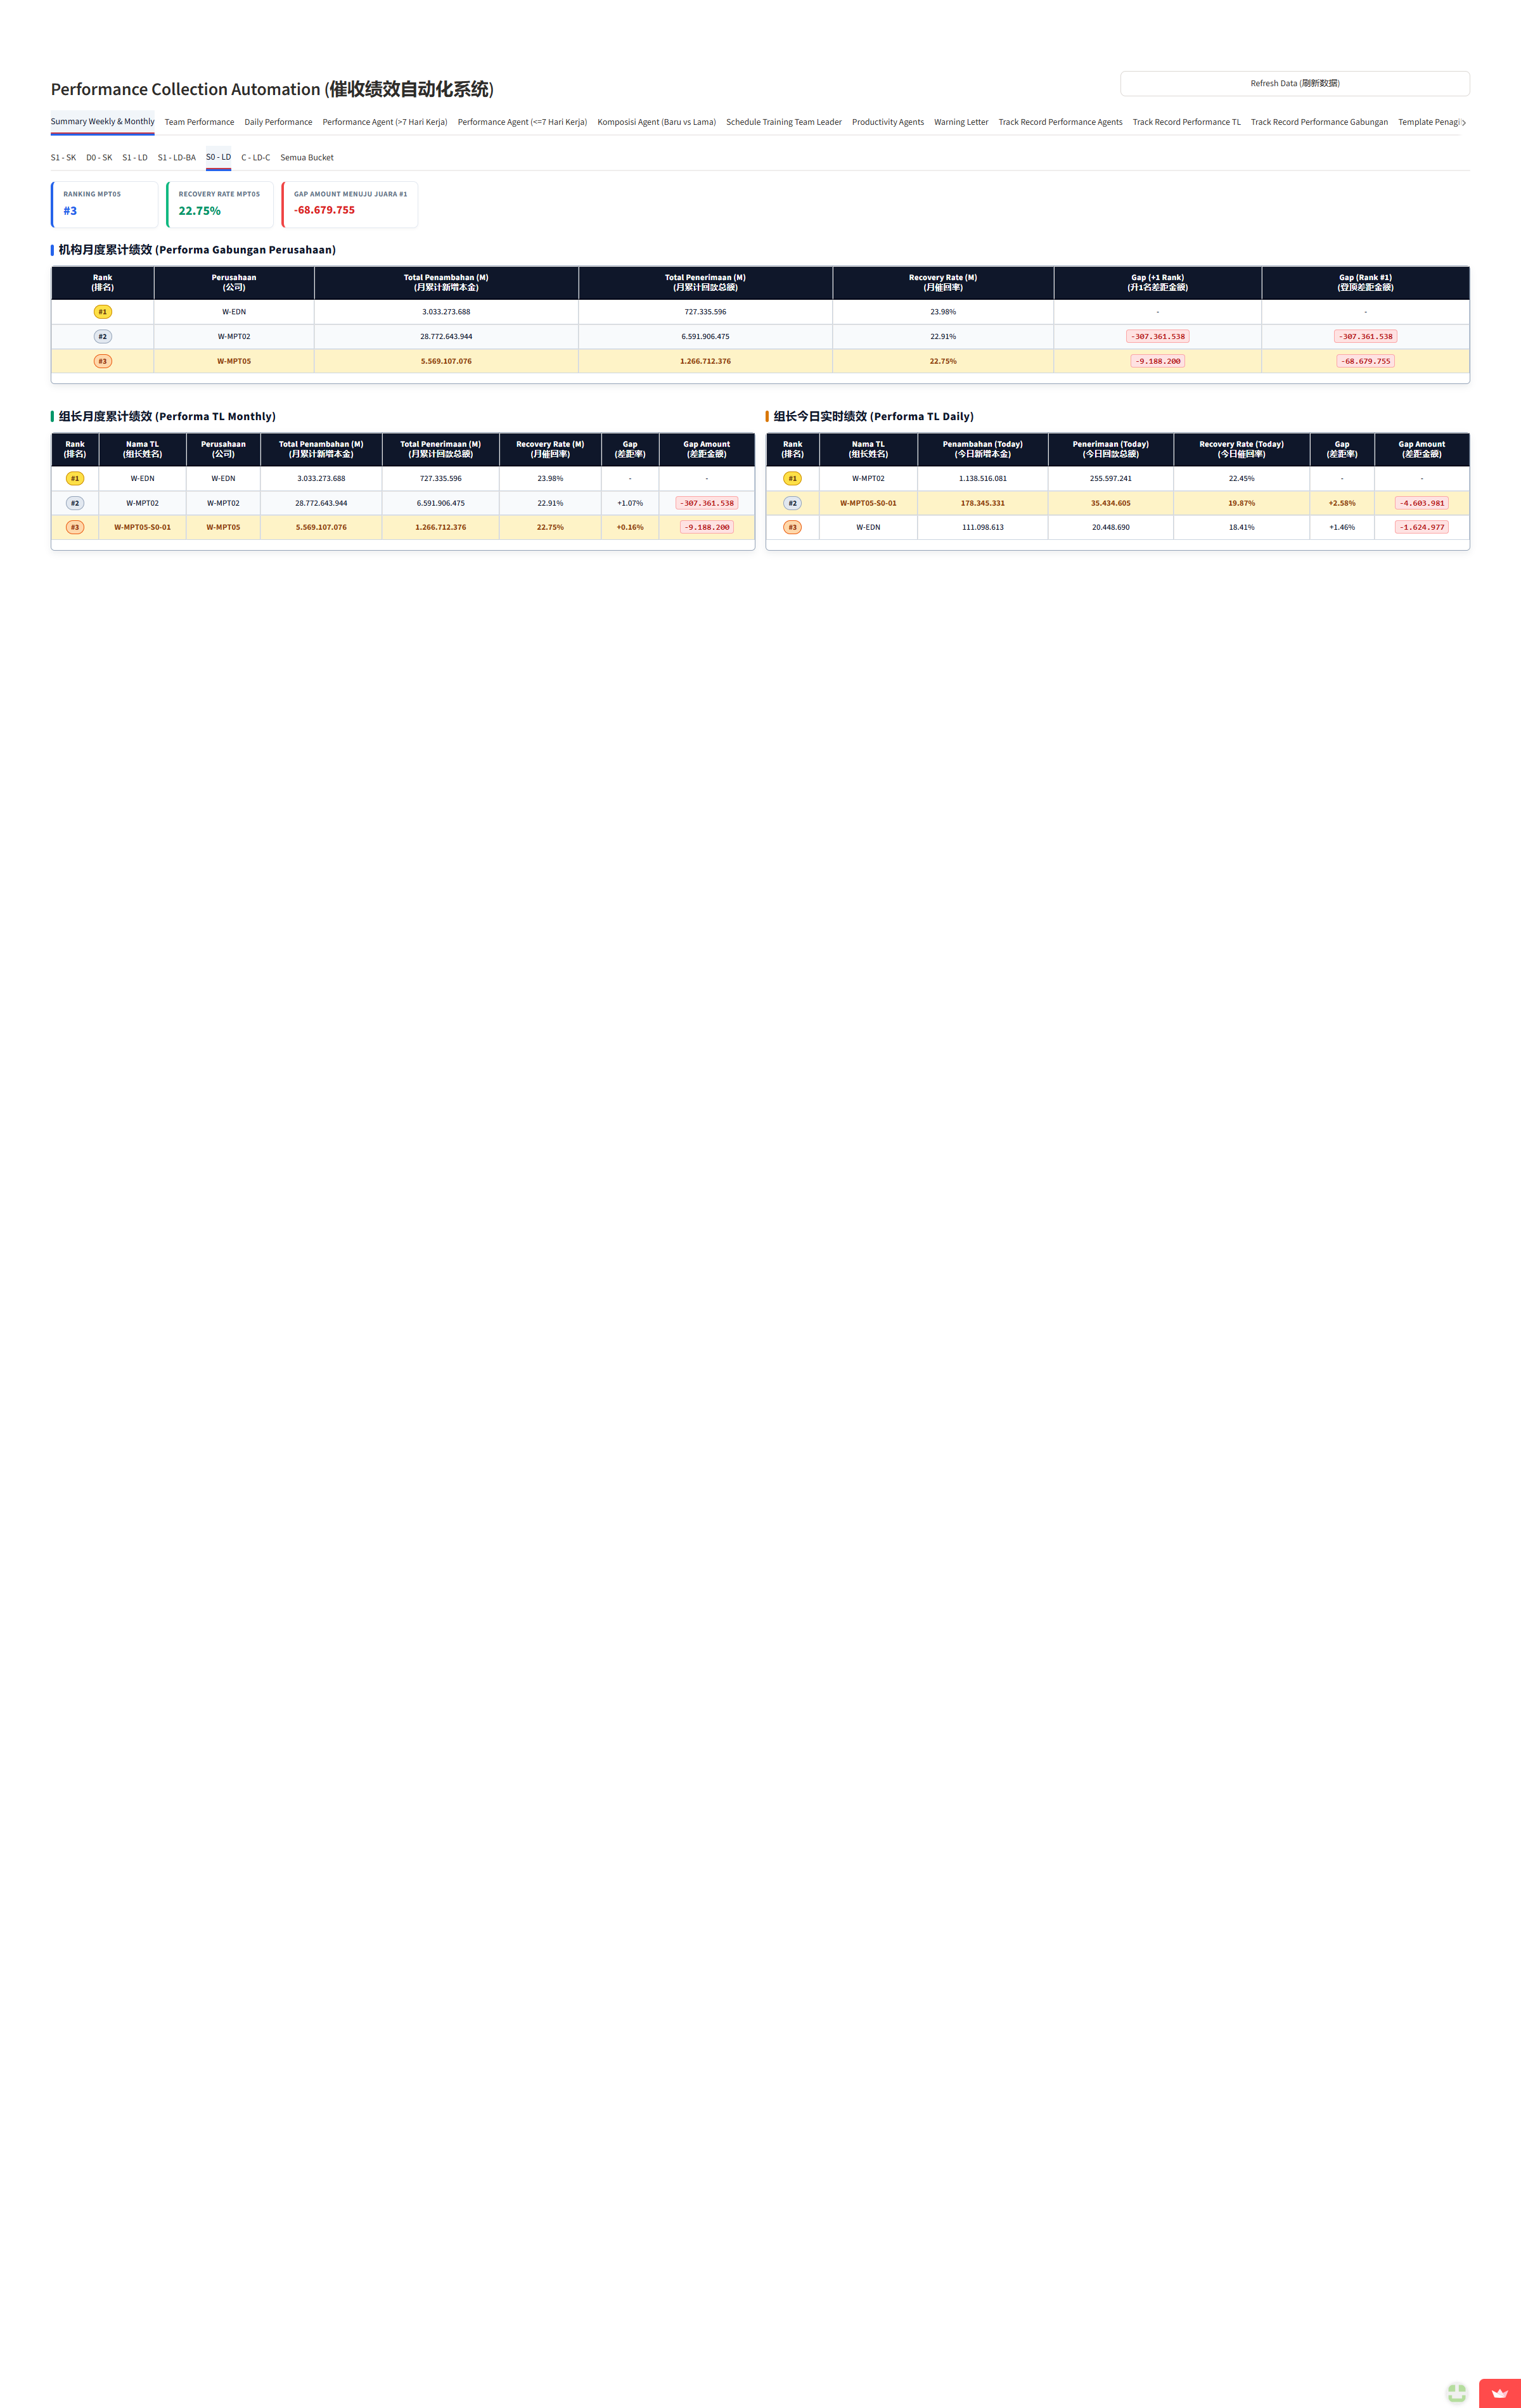 Performance Collection Automation (催收绩效自动化系统)
Refresh Data (刷新数据)
Summary Weekly & Monthly Team Performance Daily Performance Performance Agent (>7 Hari Kerja) Performance Agent (<=7 Hari Kerja) Komposisi Agent (Baru vs Lama) Schedule Training Team Leader Productivity Agents Warning Letter Track Record Performance Agents Track Record Performance TL Track Record Performance Gabungan Template Penagi
S1 - SK D0 - SK S1 - LD S1 - LD-BA S0 - LD C - LD-C Semua Bucket
RANKING MPT05 RECOVERY RATE MPT05 GAP AMOUNT MENUJU JUARA #1
#3 22.75% -68.679.755
机构月度累计绩效 (Performa Gabungan Perusahaan)
Rank Perusahaan Total Penambahan (M) Total Penerimaan (M) Recovery Rate (M) Gap (+1 Rank) Gap (Rank #1)
(排名) (公司) (月累计新增本金) (月累计回款总额) (月催回率) (升1名差距金额) (登顶差距金额)
#1 W-EDN 3.033.273.688 727.335.596 23.98% - -
#2 W-MPT02 28.772.643.944 6.591.906.475 22.91% -307.361.538 -307.361.538
#3 W-MPT05 5.569.107.076 1.266.712.376 22.75% -9.188.200 -68.679.755
组长月度累计绩效 (Performa TL Monthly)
Rank Nama TL Perusahaan Total Penambahan (M) Total Penerimaan (M) Recovery Rate (M) Gap Gap Amount
(排名) (组长姓名) (公司) (月累计新增本金) (月累计回款总额) (月催回率) (差距率) (差距金额)
#1 W-EDN W-EDN 3.033.273.688 727.335.596 23.98% - -
#2 W-MPT02 W-MPT02 28.772.643.944 6.591.906.475 22.91% +1.07% -307.361.538
#3 W-MPT05-S0-01 W-MPT05 5.569.107.076 1.266.712.376 22.75% +0.16% -9.188.200
组长今日实时绩效 (Performa TL Daily)
Rank Nama TL Penambahan (Today) Penerimaan (Today) Recovery Rate (Today) Gap Gap Amount
(排名) (组长姓名) (今日新增本金) (今日回款总额) (今日催回率) (差距率) (差距金额)
#1 W-MPT02 1.138.516.081 255.597.241 22.45% - -
#2 W-MPT05-S0-01 178.345.331 35.434.605 19.87% +2.58% -4.603.981
#3 W-EDN 111.098.613 20.448.690 18.41% +1.46% -1.624.977